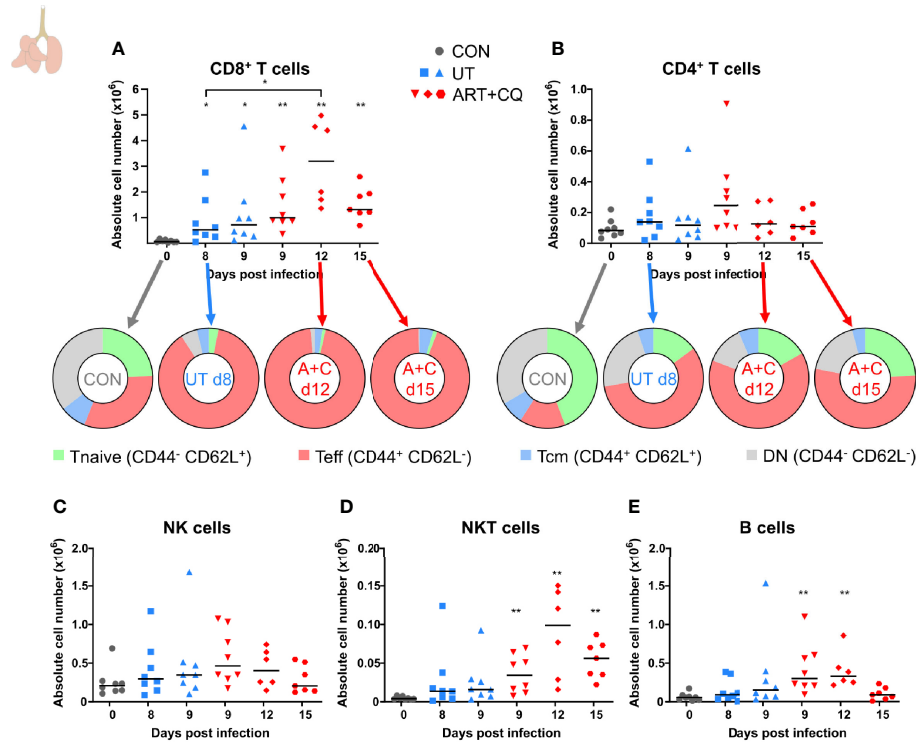 A
CD8⁺ T cells
CON
UT
ART+CQ
B
CD4⁺ T cells
Absolute cell number (x10⁶)
6
5
4
3
2
1
*
*
*
**
**
**
0
8
9
9
12
15
Days post infection
Absolute cell number (x10⁶)
1.0
0.8
0.6
0.4
0.2
0
0
8
9
9
12
15
Days post infection
CON
UT d8
A+C
d12
A+C
d15
CON
UT d8
A+C
d12
A+C
d15
Tnaive (CD44⁻ CD62L⁺)
Teff (CD44⁺ CD62L⁻)
Tcm (CD44⁺ CD62L⁺)
DN (CD44⁻ CD62L⁻)
C
NK cells
Absolute cell number (x10⁶)
2.0
1.5
1.0
0.5
0.0
0
8
9
9
12
15
Days post infection
D
NKT cells
Absolute cell number (x10⁶)
0.20
0.15
0.10
0.05
0.00
**
**
**
0
8
9
9
12
15
Days post infection
E
B cells
Absolute cell number (x10⁶)
2.0
1.5
1.0
0.5
0.0
**
**
0
8
9
9
12
15
Days post infection